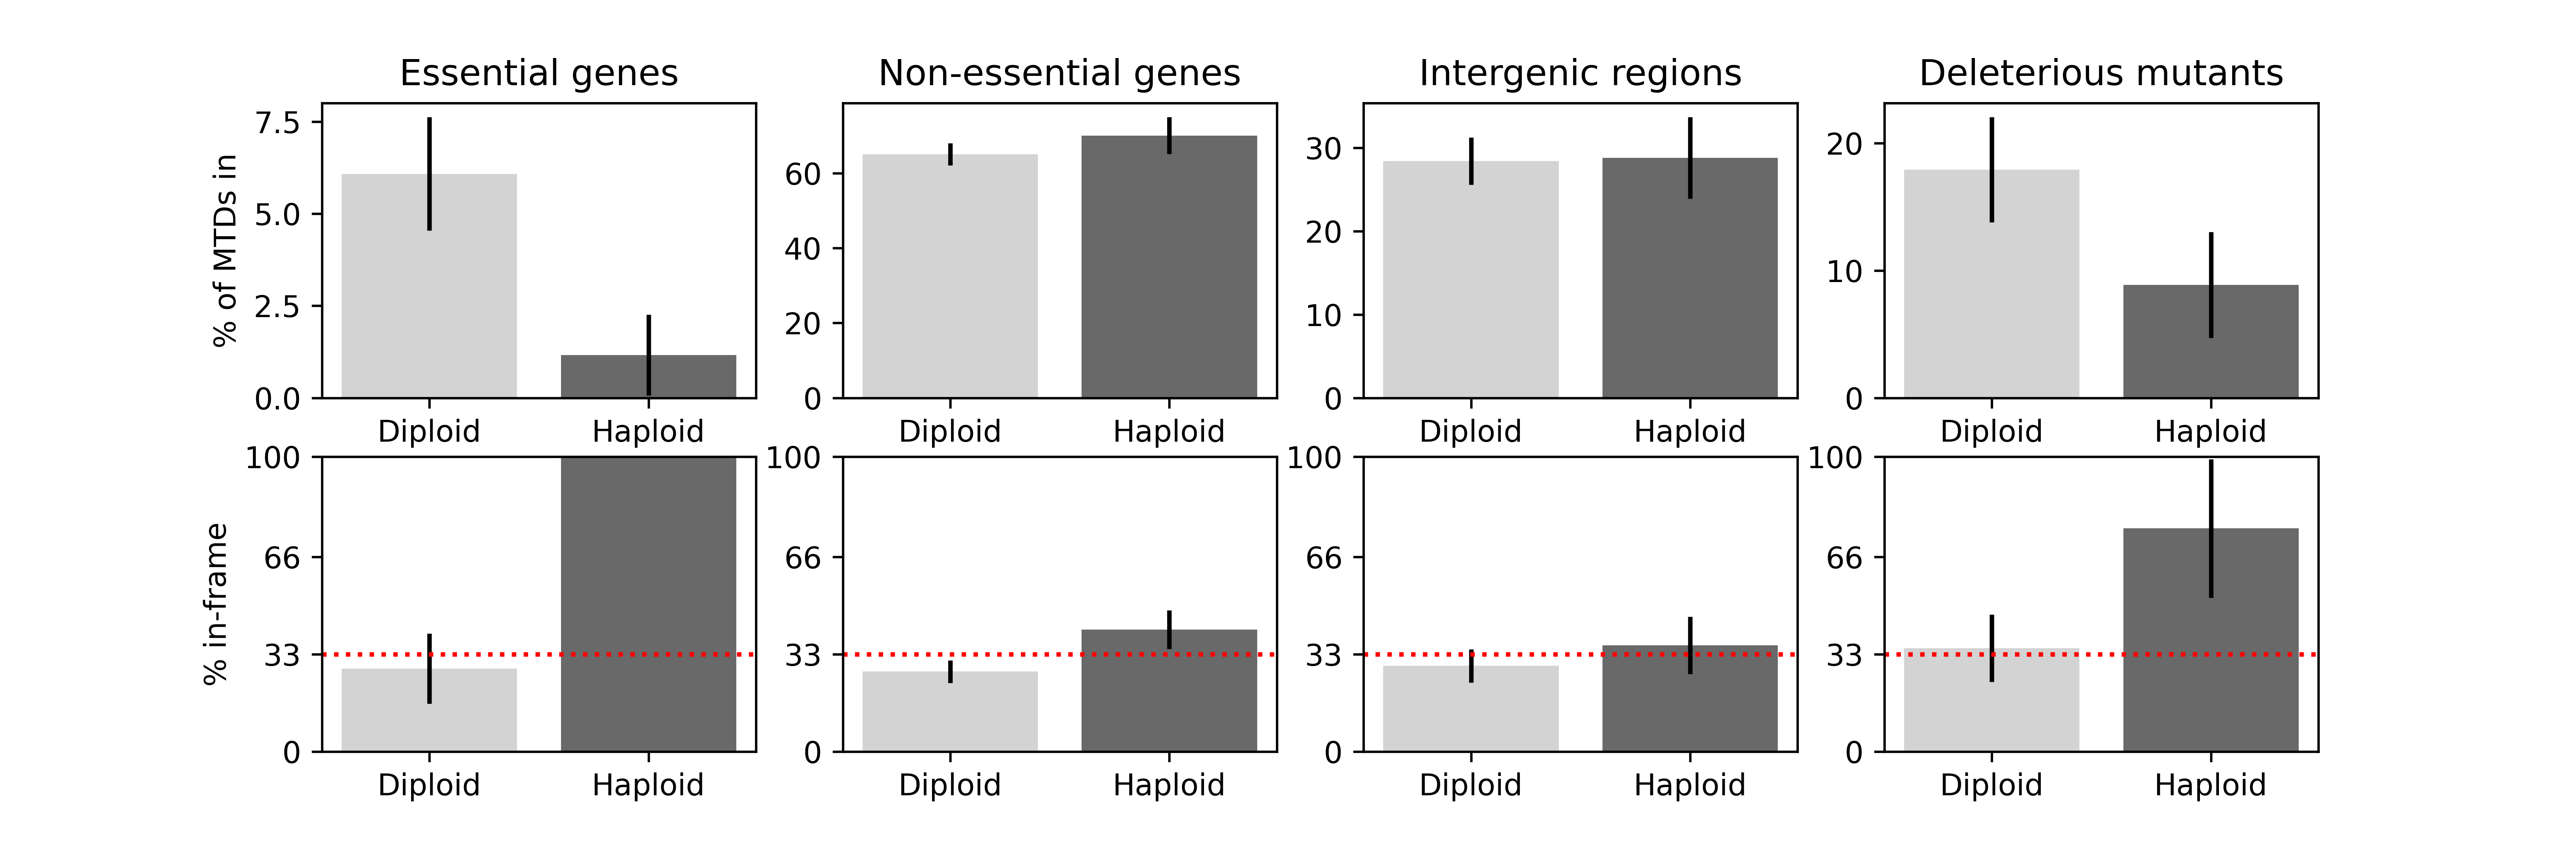 Essential genes
Non-essential genes
Intergenic regions
Deleterious mutants
% of MTDs in
7.5
5.0
2.5
0.0
Diploid
Haploid
60
40
20
0
Diploid
Haploid
30
20
10
0
Diploid
Haploid
20
10
0
Diploid
Haploid
% in-frame
100
66
33
0
Diploid
Haploid
100
66
33
0
Diploid
Haploid
100
66
33
0
Diploid
Haploid
100
66
33
0
Diploid
Haploid